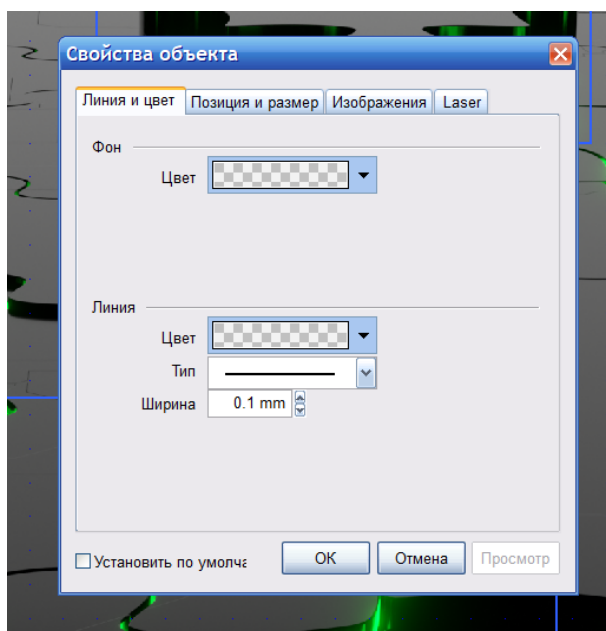 Свойства объекта
Линия и цвет Позиция и размер Изображения Laser
Фон
Цвет
Линия
Цвет
Тип
Ширина 0.1 mm
Установить по умолча
OK Отмена Просмотр